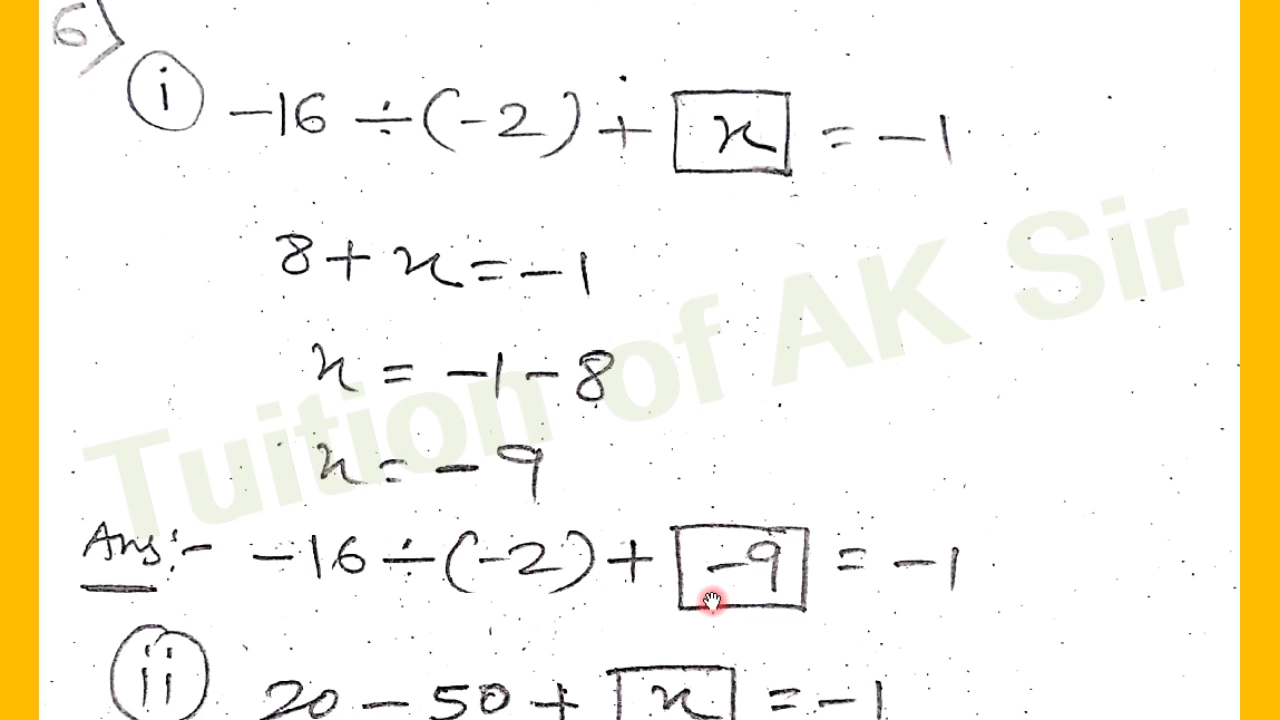 6)
(i) -16 ÷ (-2) + [x] = -1
8 + x = -1
x = -1 - 8
x = -9
Ans:- -16 ÷ (-2) + [-9] = -1
(ii) 20 - 50 + [x] = -1
Tuition of AK Sir